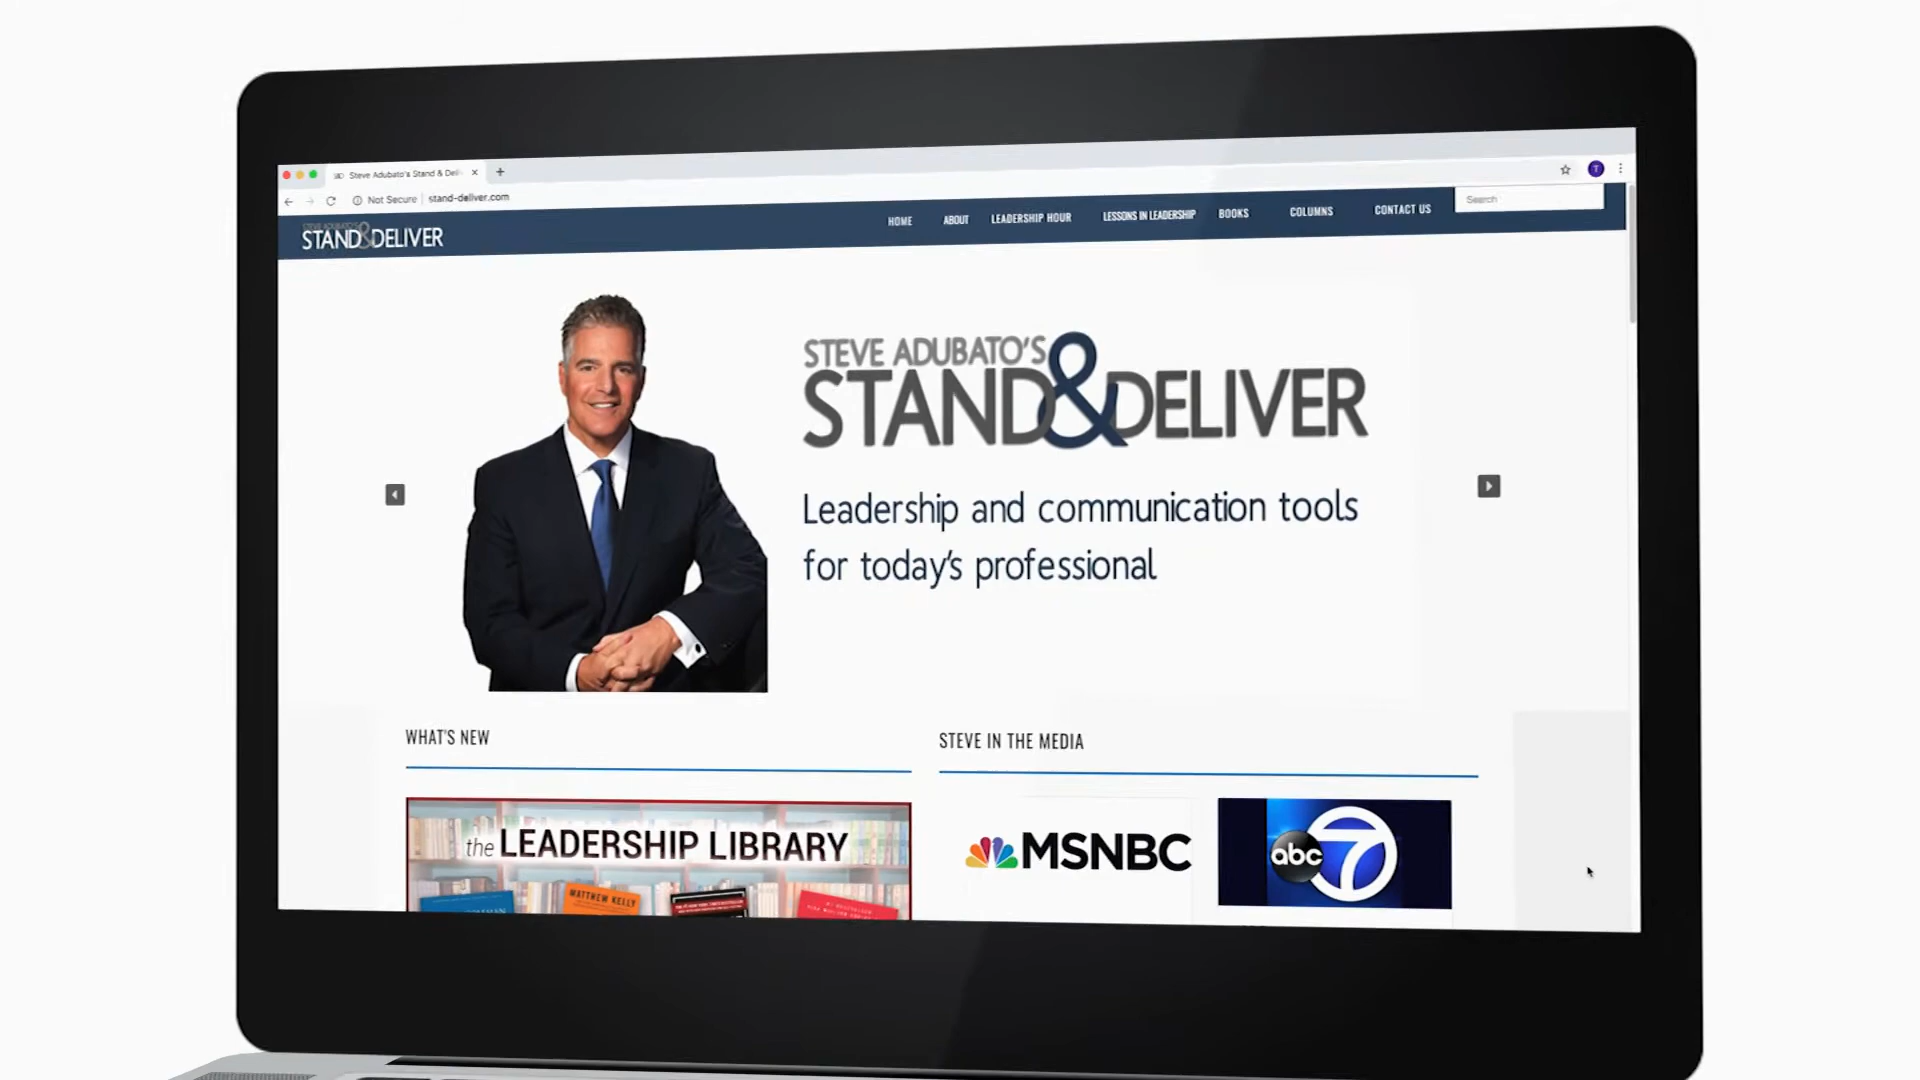 Steve Adubato's Stand & Deli
Not Secure | stand-deliver.com
T
STEVE ADUBATO'S
STAND&DELIVER
HOME
ABOUT
LEADERSHIP HOUR
LESSONS IN LEADERSHIP
BOOKS
COLUMNS
CONTACT US
Search
STEVE ADUBATO'S
STAND&DELIVER
Leadership and communication tools
for today's professional
WHAT'S NEW
the LEADERSHIP LIBRARY
MATTHEW KELLY
STEVE IN THE MEDIA
MSNBC
abc 7